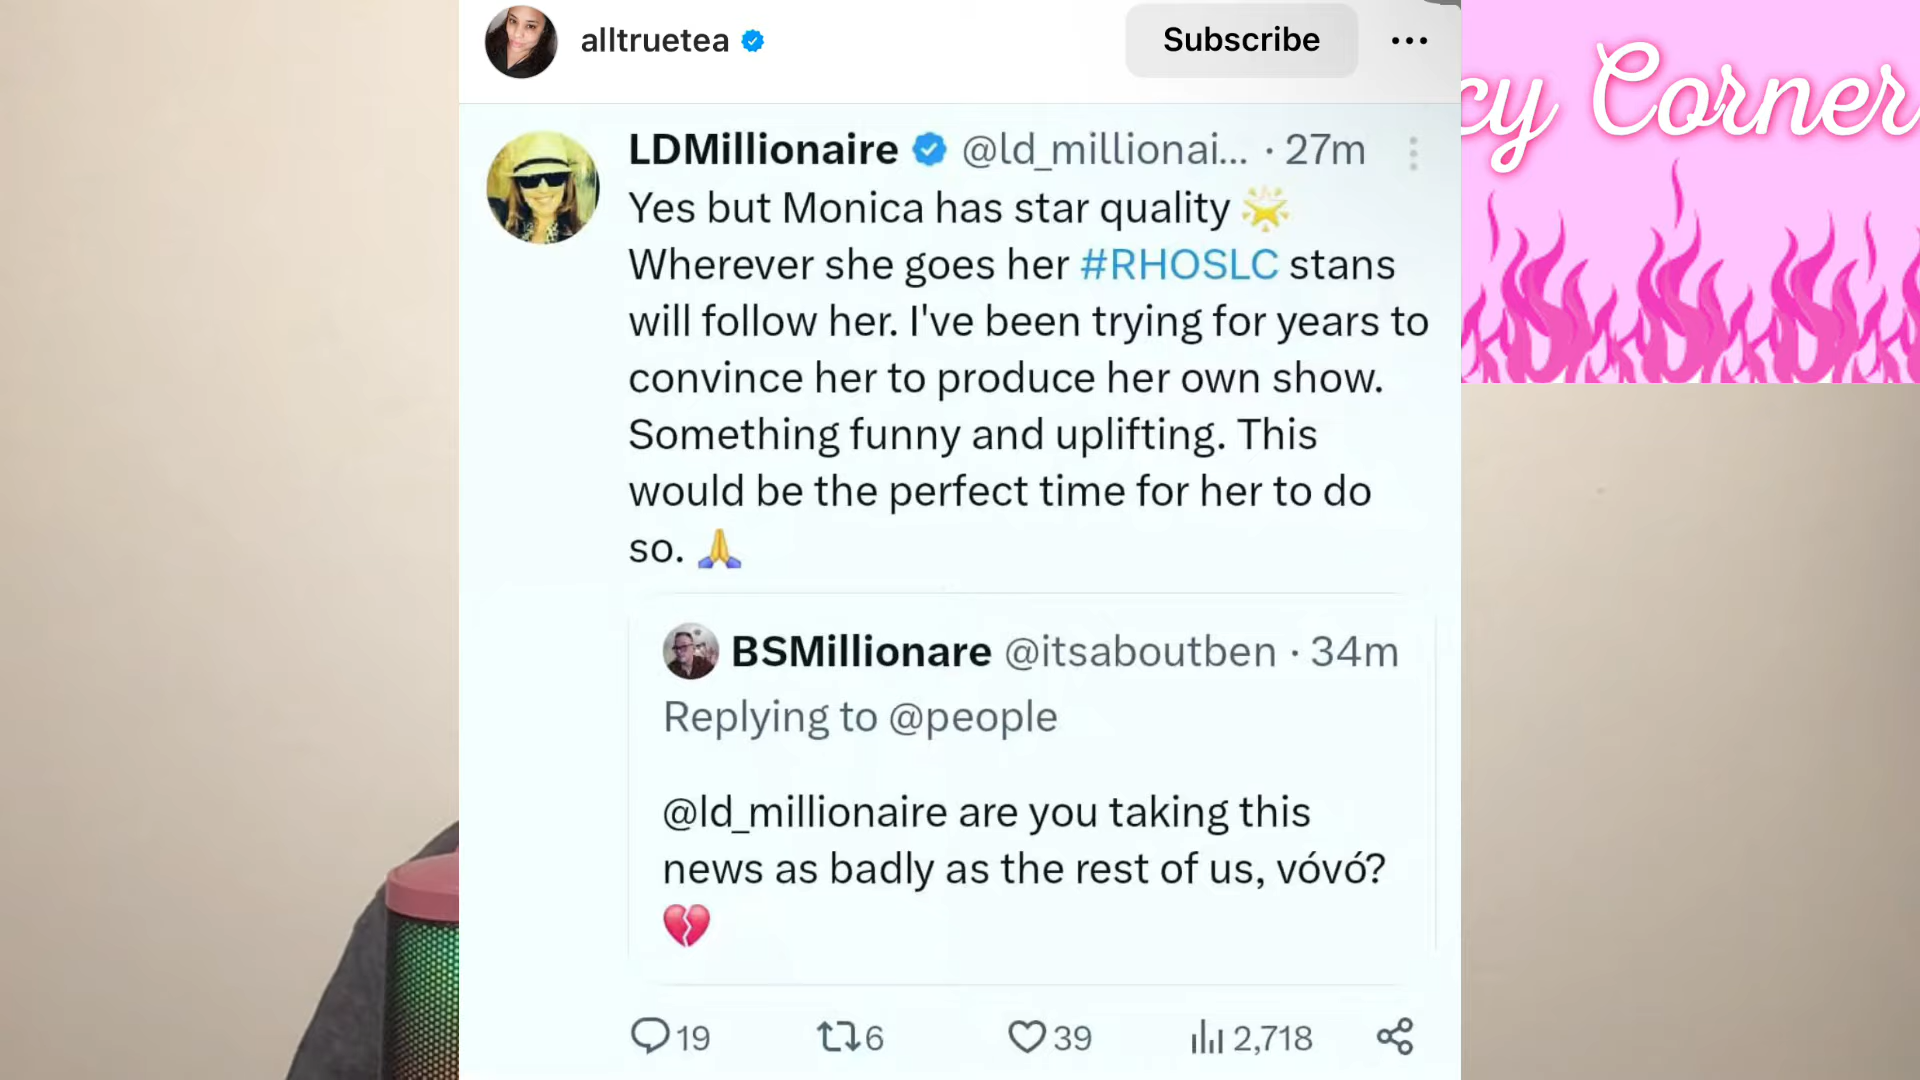 alltruetea
Subscribe
cy Corner
LDMillionaire @ld_millionai... · 27m
Yes but Monica has star quality 🌟
Wherever she goes her #RHOSLC stans
will follow her. I've been trying for years to
convince her to produce her own show.
Something funny and uplifting. This
would be the perfect time for her to do
so. 🙏
BSMillionare @itsaboutben · 34m
Replying to @people
@ld_millionaire are you taking this
news as badly as the rest of us, vóvó?
💔
19 6 39 2,718